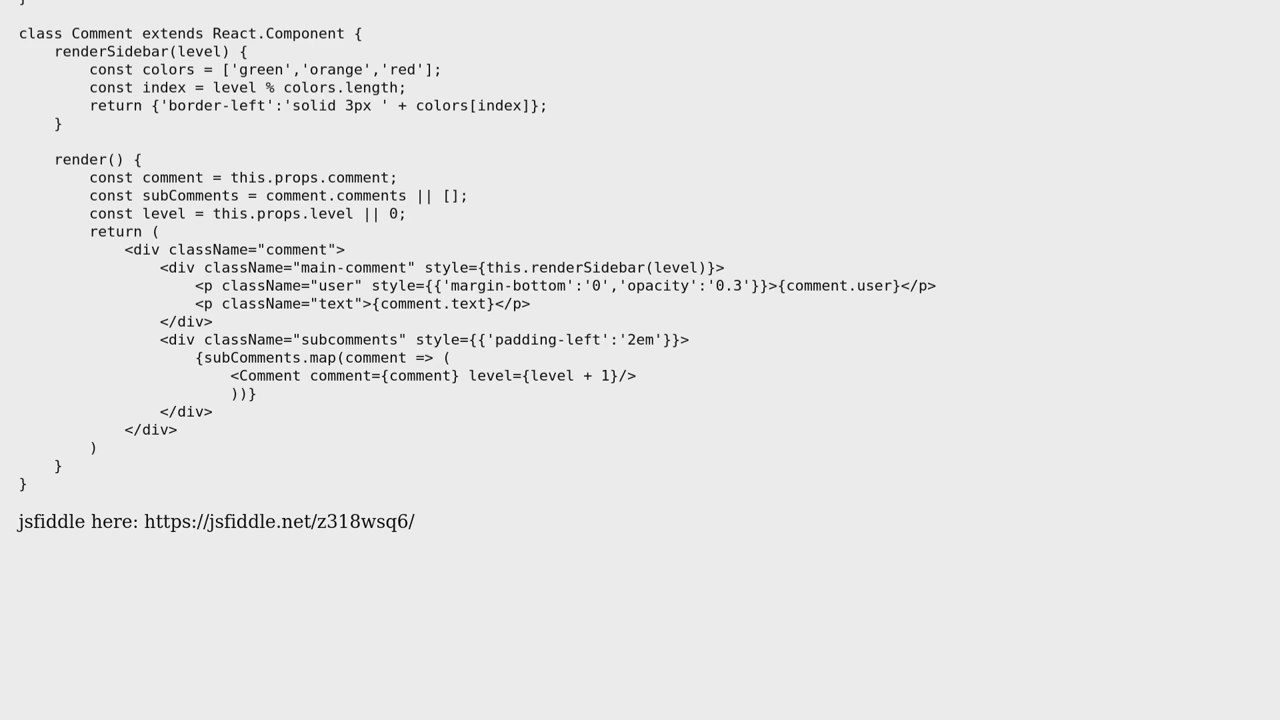 }
class Comment extends React.Component {
    renderSidebar(level) {
        const colors = ['green','orange','red'];
        const index = level % colors.length;
        return {'border-left':'solid 3px ' + colors[index]};
    }
    render() {
        const comment = this.props.comment;
        const subComments = comment.comments || [];
        const level = this.props.level || 0;
        return (
            <div className="comment">
                <div className="main-comment" style={this.renderSidebar(level)}>
                    <p className="user" style={{'margin-bottom':'0','opacity':'0.3'}}>{comment.user}</p>
                    <p className="text">{comment.text}</p>
                </div>
                <div className="subcomments" style={{'padding-left':'2em'}}>
                    {subComments.map(comment => (
                        <Comment comment={comment} level={level + 1}/>
                        ))}
                </div>
            </div>
        )
    }
}
jsfiddle here: https://jsfiddle.net/z318wsq6/